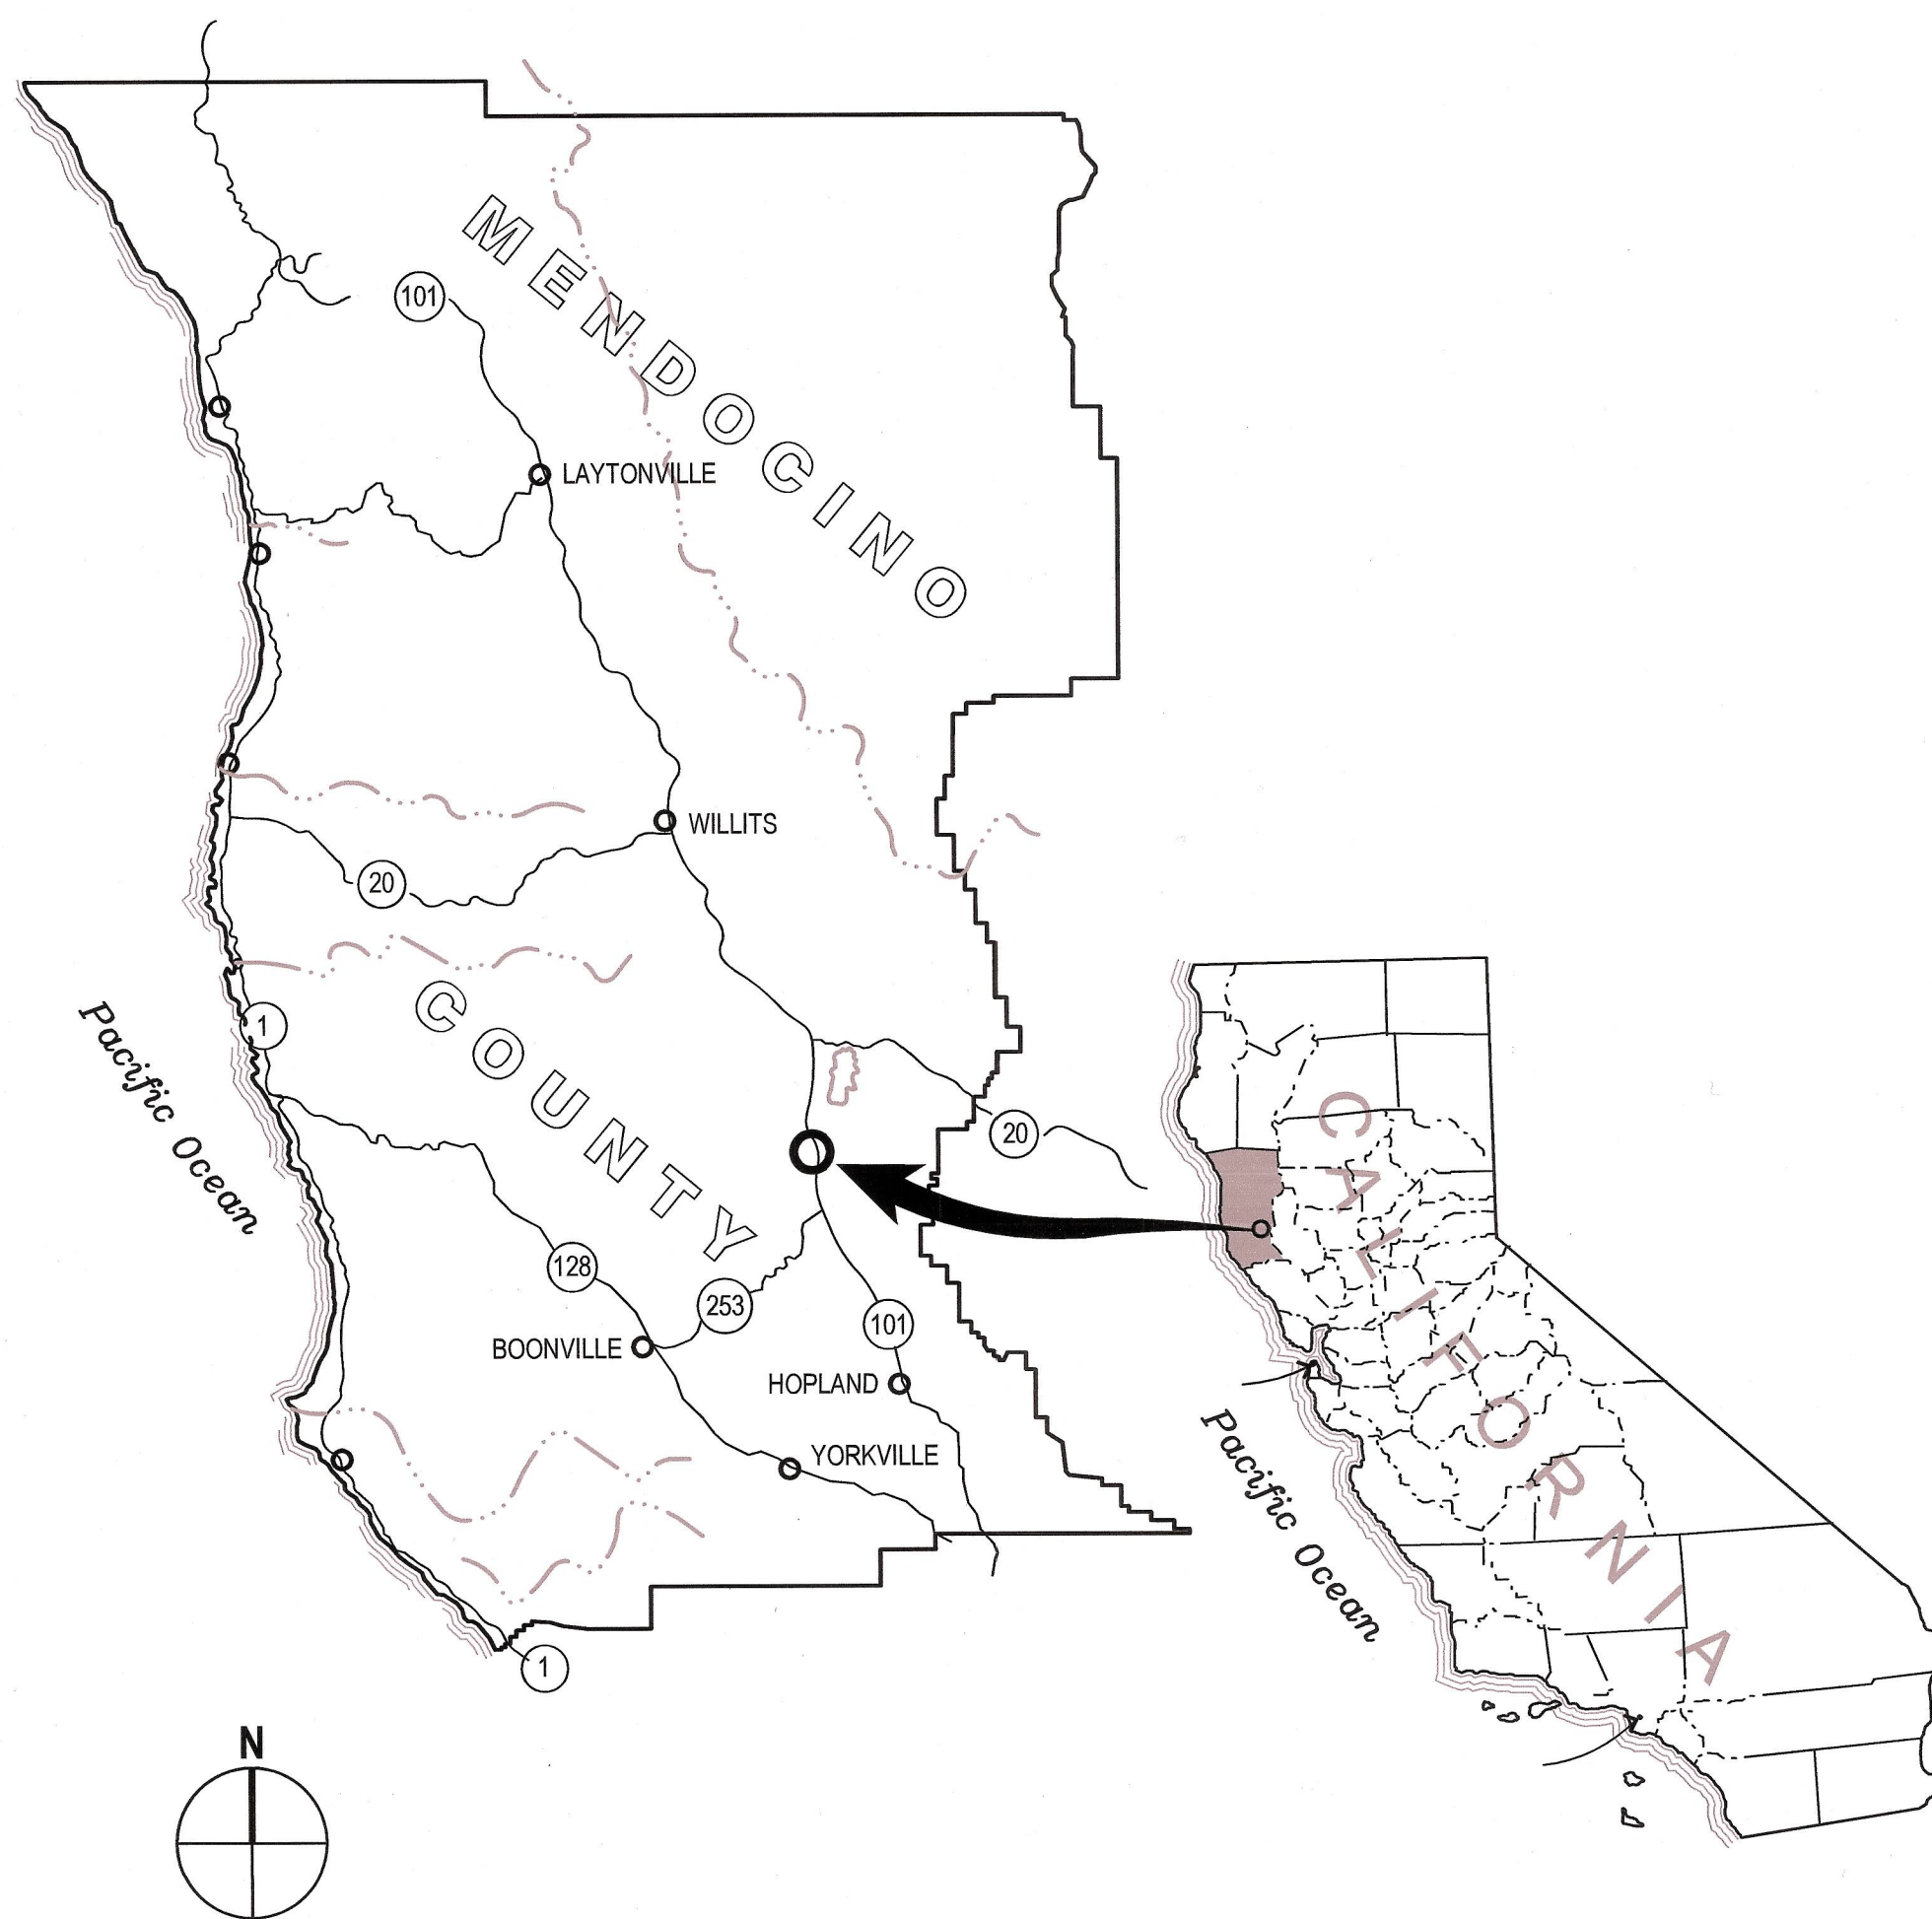 MENDOCINO
101
LAYTONVILLE
WILLITS
20
COUNTY
1
Pacific Ocean
20
128
253
101
BOONVILLE
HOPLAND
YORKVILLE
1
N
CALIFORNIA
Pacific Ocean